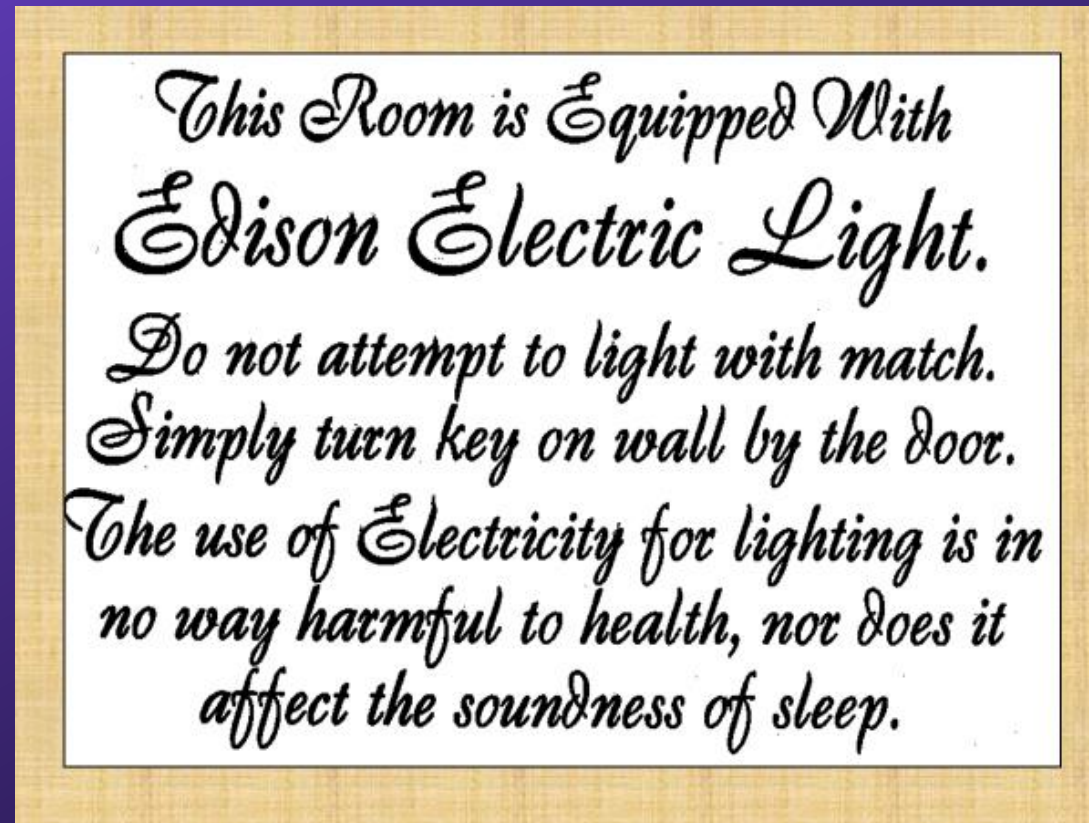 This Room is Equipped With
Edison Electric Light.
Do not attempt to light with match.
Simply turn key on wall by the door.
The use of Electricity for lighting is in
no way harmful to health, nor does it
affect the soundness of sleep.